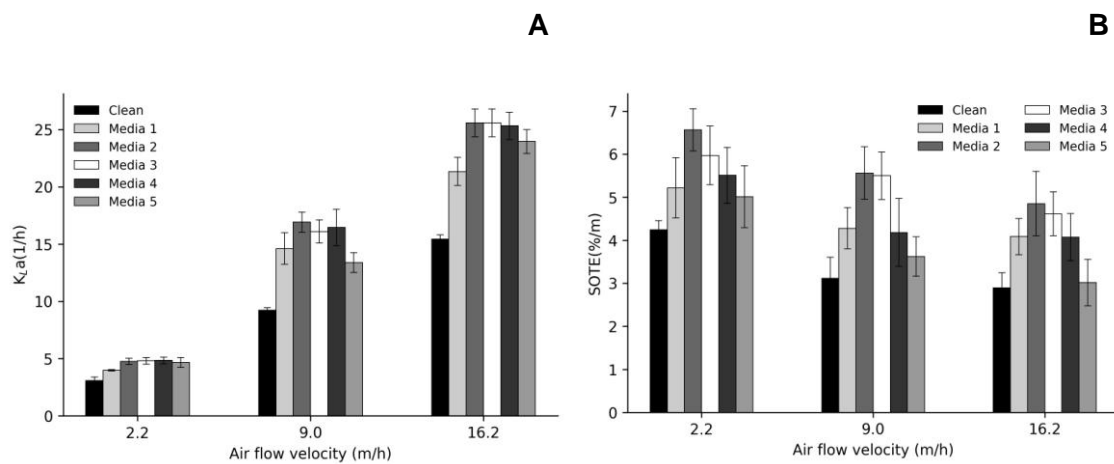 A
B
Clean
Media 1
Media 2
Media 3
Media 4
Media 5
25
20
15
10
5
0
K_La(1/h)
2.2 9.0 16.2
Air flow velocity (m/h)
Clean Media 3
Media 1 Media 4
Media 2 Media 5
7
6
5
4
3
2
1
0
SOTE(%/m)
2.2 9.0 16.2
Air flow velocity (m/h)